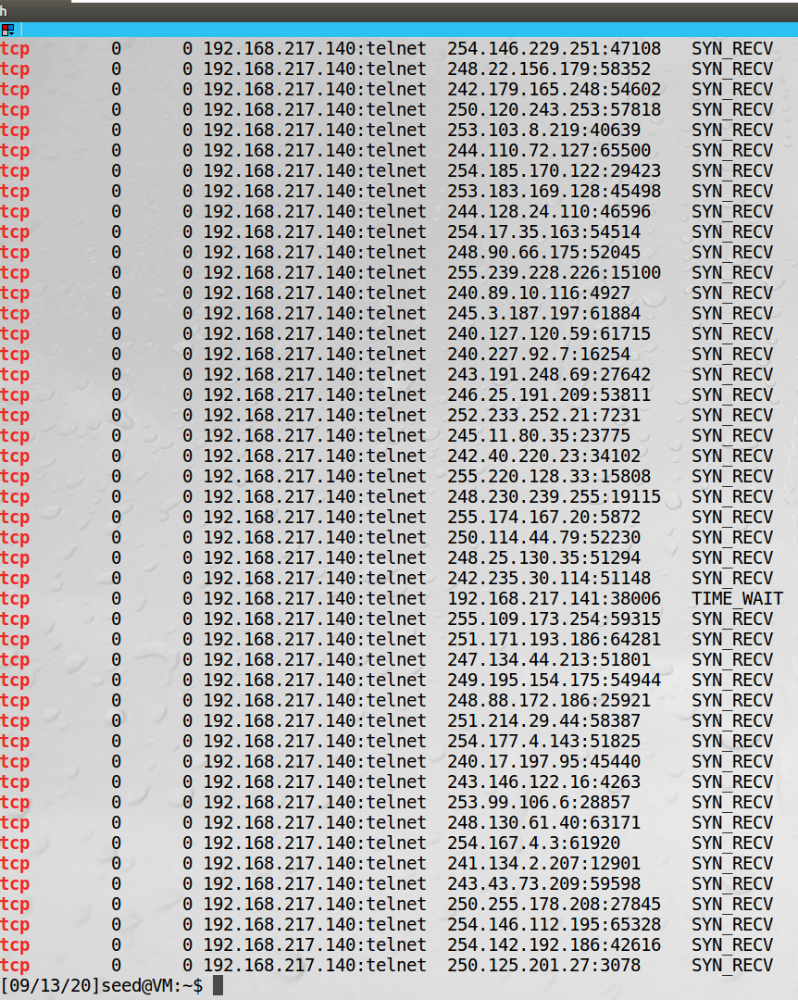 h
tcp 0 0 192.168.217.140:telnet 254.146.229.251:47108 SYN_RECV
tcp 0 0 192.168.217.140:telnet 248.22.156.179:58352 SYN_RECV
tcp 0 0 192.168.217.140:telnet 242.179.165.248:54602 SYN_RECV
tcp 0 0 192.168.217.140:telnet 250.120.243.253:57818 SYN_RECV
tcp 0 0 192.168.217.140:telnet 253.103.8.219:40639 SYN_RECV
tcp 0 0 192.168.217.140:telnet 244.110.72.127:65500 SYN_RECV
tcp 0 0 192.168.217.140:telnet 254.185.170.122:29423 SYN_RECV
tcp 0 0 192.168.217.140:telnet 253.183.169.128:45498 SYN_RECV
tcp 0 0 192.168.217.140:telnet 244.128.24.110:46596 SYN_RECV
tcp 0 0 192.168.217.140:telnet 254.17.35.163:54514 SYN_RECV
tcp 0 0 192.168.217.140:telnet 248.90.66.175:52045 SYN_RECV
tcp 0 0 192.168.217.140:telnet 255.239.228.226:15100 SYN_RECV
tcp 0 0 192.168.217.140:telnet 240.89.10.116:4927 SYN_RECV
tcp 0 0 192.168.217.140:telnet 245.3.187.197:61884 SYN_RECV
tcp 0 0 192.168.217.140:telnet 240.127.120.59:61715 SYN_RECV
tcp 0 0 192.168.217.140:telnet 240.227.92.7:16254 SYN_RECV
tcp 0 0 192.168.217.140:telnet 243.191.248.69:27642 SYN_RECV
tcp 0 0 192.168.217.140:telnet 246.25.191.209:53811 SYN_RECV
tcp 0 0 192.168.217.140:telnet 252.233.252.21:7231 SYN_RECV
tcp 0 0 192.168.217.140:telnet 245.11.80.35:23775 SYN_RECV
tcp 0 0 192.168.217.140:telnet 242.40.220.23:34102 SYN_RECV
tcp 0 0 192.168.217.140:telnet 255.220.128.33:15808 SYN_RECV
tcp 0 0 192.168.217.140:telnet 248.230.239.255:19115 SYN_RECV
tcp 0 0 192.168.217.140:telnet 255.174.167.20:5872 SYN_RECV
tcp 0 0 192.168.217.140:telnet 250.114.44.79:52230 SYN_RECV
tcp 0 0 192.168.217.140:telnet 248.25.130.35:51294 SYN_RECV
tcp 0 0 192.168.217.140:telnet 242.235.30.114:51148 SYN_RECV
tcp 0 0 192.168.217.140:telnet 192.168.217.141:38006 TIME_WAIT
tcp 0 0 192.168.217.140:telnet 255.109.173.254:59315 SYN_RECV
tcp 0 0 192.168.217.140:telnet 251.171.193.186:64281 SYN_RECV
tcp 0 0 192.168.217.140:telnet 247.134.44.213:51801 SYN_RECV
tcp 0 0 192.168.217.140:telnet 249.195.154.175:54944 SYN_RECV
tcp 0 0 192.168.217.140:telnet 248.88.172.186:25921 SYN_RECV
tcp 0 0 192.168.217.140:telnet 251.214.29.44:58387 SYN_RECV
tcp 0 0 192.168.217.140:telnet 254.177.4.143:51825 SYN_RECV
tcp 0 0 192.168.217.140:telnet 240.17.197.95:45440 SYN_RECV
tcp 0 0 192.168.217.140:telnet 243.146.122.16:4263 SYN_RECV
tcp 0 0 192.168.217.140:telnet 253.99.106.6:28857 SYN_RECV
tcp 0 0 192.168.217.140:telnet 248.130.61.40:63171 SYN_RECV
tcp 0 0 192.168.217.140:telnet 254.167.4.3:61920 SYN_RECV
tcp 0 0 192.168.217.140:telnet 241.134.2.207:12901 SYN_RECV
tcp 0 0 192.168.217.140:telnet 243.43.73.209:59598 SYN_RECV
tcp 0 0 192.168.217.140:telnet 250.255.178.208:27845 SYN_RECV
tcp 0 0 192.168.217.140:telnet 254.146.112.195:65328 SYN_RECV
tcp 0 0 192.168.217.140:telnet 254.142.192.186:42616 SYN_RECV
tcp 0 0 192.168.217.140:telnet 250.125.201.27:3078 SYN_RECV
[09/13/20]seed@VM:~$